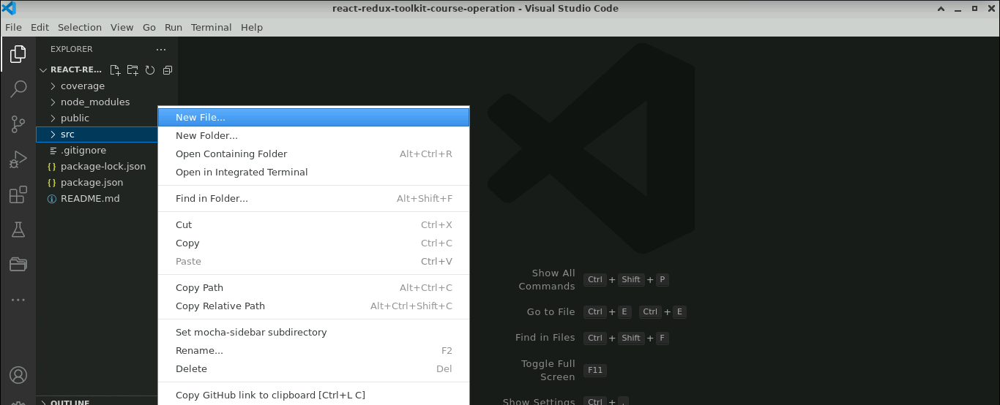 react-redux-toolkit-course-operation - Visual Studio Code
File Edit Selection View Go Run Terminal Help
EXPLORER
REACT-RE...
coverage
node_modules
public
src
.gitignore
package-lock.json
package.json
README.md
OUTLINE
New File...
New Folder...
Open Containing Folder Alt+Ctrl+R
Open in Integrated Terminal
Find in Folder... Alt+Shift+F
Cut Ctrl+X
Copy Ctrl+C
Paste Ctrl+V
Copy Path Alt+Ctrl+C
Copy Relative Path Alt+Ctrl+Shift+C
Set mocha-sidebar subdirectory
Rename... F2
Delete Del
Copy GitHub link to clipboard [Ctrl+L C]
Show All
Commands Ctrl + Shift + P
Go to File Ctrl + E Ctrl + E
Find in Files Ctrl + Shift + F
Toggle Full
Screen F11
Show Settings Ctrl + ,